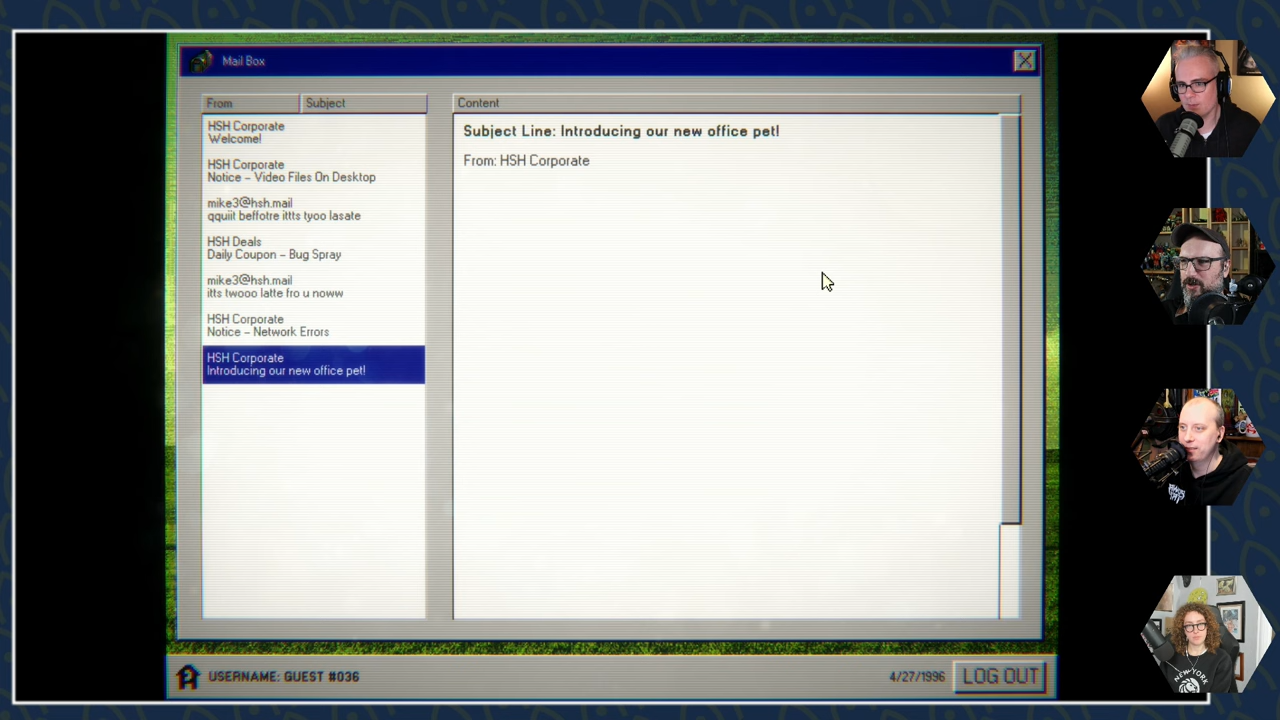 Mail Box
From
Subject
Content
HSH Corporate
Welcome!
HSH Corporate
Notice – Video Files On Desktop
mike3@hsh.mail
qquiit beffotre ittts tyoo lasate
HSH Deals
Daily Coupon – Bug Spray
mike3@hsh.mail
itts twooo latte fro u noww
HSH Corporate
Notice – Network Errors
HSH Corporate
Introducing our new office pet!
Subject Line: Introducing our new office pet!
From: HSH Corporate
USERNAME: GUEST #036
4/27/1996
LOG OUT
NEW YORK